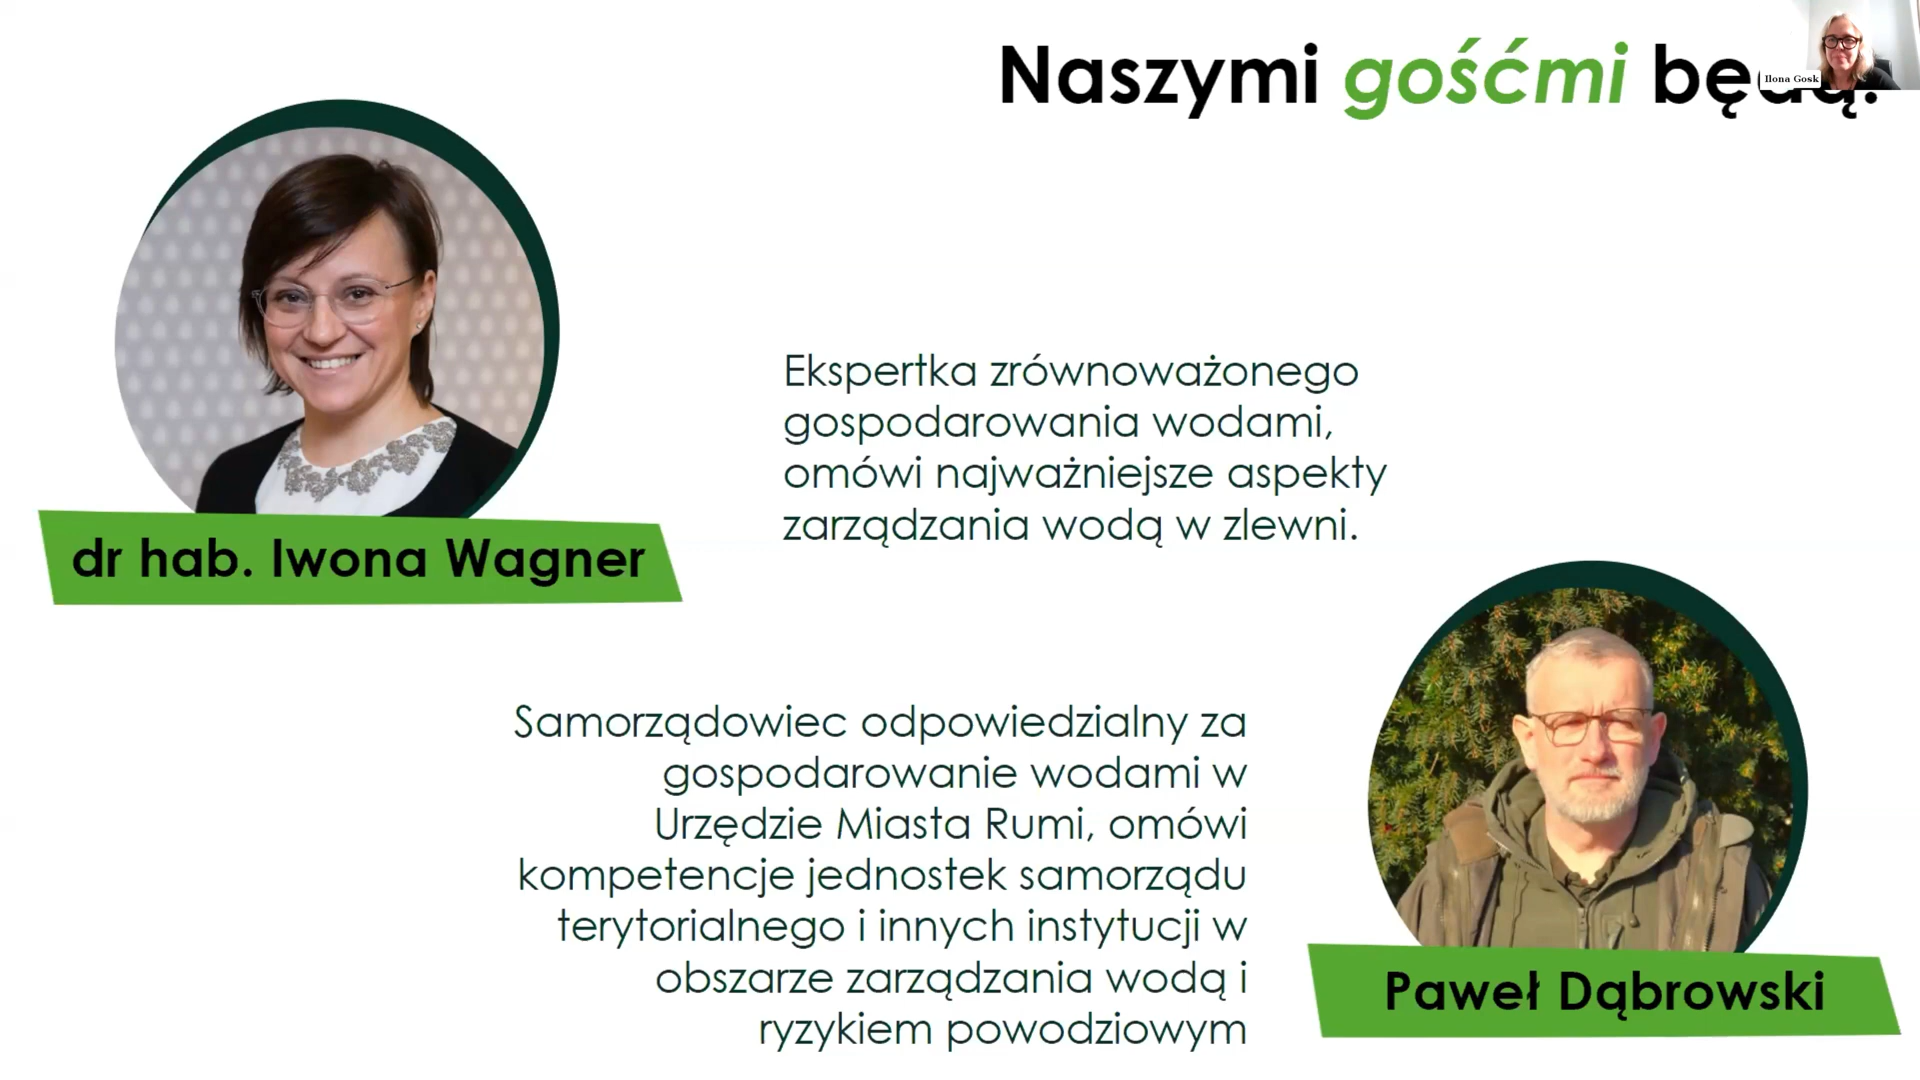 Naszymi gośćmi będą:
Ilona Gosk
Ekspertka zrównoważonego
gospodarowania wodami,
omówi najważniejsze aspekty
zarządzania wodą w zlewni.
dr hab. Iwona Wagner
Samorządowiec odpowiedzialny za
gospodarowanie wodami w
Urzędzie Miasta Rumi, omówi
kompetencje jednostek samorządu
terytorialnego i innych instytucji w
obszarze zarządzania wodą i
ryzykiem powodziowym
Paweł Dąbrowski